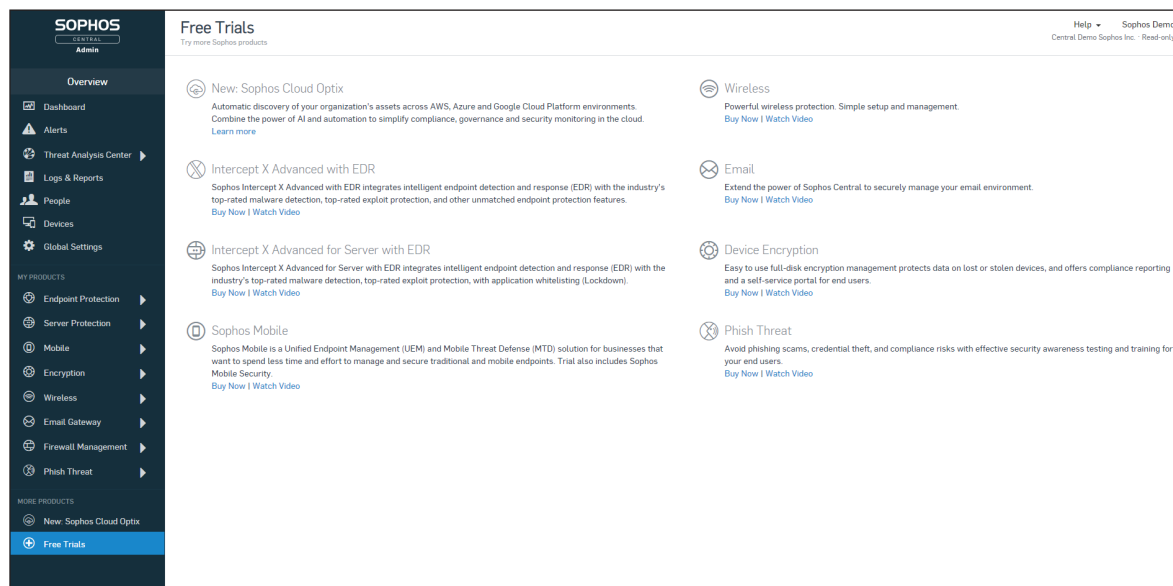 SOPHOS
CENTRAL
Admin
Overview
Dashboard
Alerts
Threat Analysis Center
Logs & Reports
People
Devices
Global Settings
MY PRODUCTS
Endpoint Protection
Server Protection
Mobile
Encryption
Wireless
Email Gateway
Firewall Management
Phish Threat
MORE PRODUCTS
New: Sophos Cloud Optix
Free Trials
Free Trials
Try more Sophos products
Help
Sophos Demo
Central Demo Sophos Inc. · Read-only
New: Sophos Cloud Optix
Automatic discovery of your organization's assets across AWS, Azure and Google Cloud Platform environments.
Combine the power of AI and automation to simplify compliance, governance and security monitoring in the cloud.
Learn more
Intercept X Advanced with EDR
Sophos Intercept X Advanced with EDR integrates intelligent endpoint detection and response (EDR) with the industry's
top-rated malware detection, top-rated exploit protection, and other unmatched endpoint protection features.
Buy Now | Watch Video
Intercept X Advanced for Server with EDR
Sophos Intercept X Advanced for Server with EDR integrates intelligent endpoint detection and response (EDR) with the
industry's top-rated malware detection, top-rated exploit protection, with application whitelisting (Lockdown).
Buy Now | Watch Video
Sophos Mobile
Sophos Mobile is a Unified Endpoint Management (UEM) and Mobile Threat Defense (MTD) solution for businesses that
want to spend less time and effort to manage and secure traditional and mobile endpoints. Trial also includes Sophos
Mobile Security.
Buy Now | Watch Video
Wireless
Powerful wireless protection. Simple setup and management.
Buy Now | Watch Video
Email
Extend the power of Sophos Central to securely manage your email environment.
Buy Now | Watch Video
Device Encryption
Easy to use full-disk encryption management protects data on lost or stolen devices, and offers compliance reporting
and a self-service portal for end users.
Buy Now | Watch Video
Phish Threat
Avoid phishing scams, credential theft, and compliance risks with effective security awareness testing and training for
your end users.
Buy Now | Watch Video